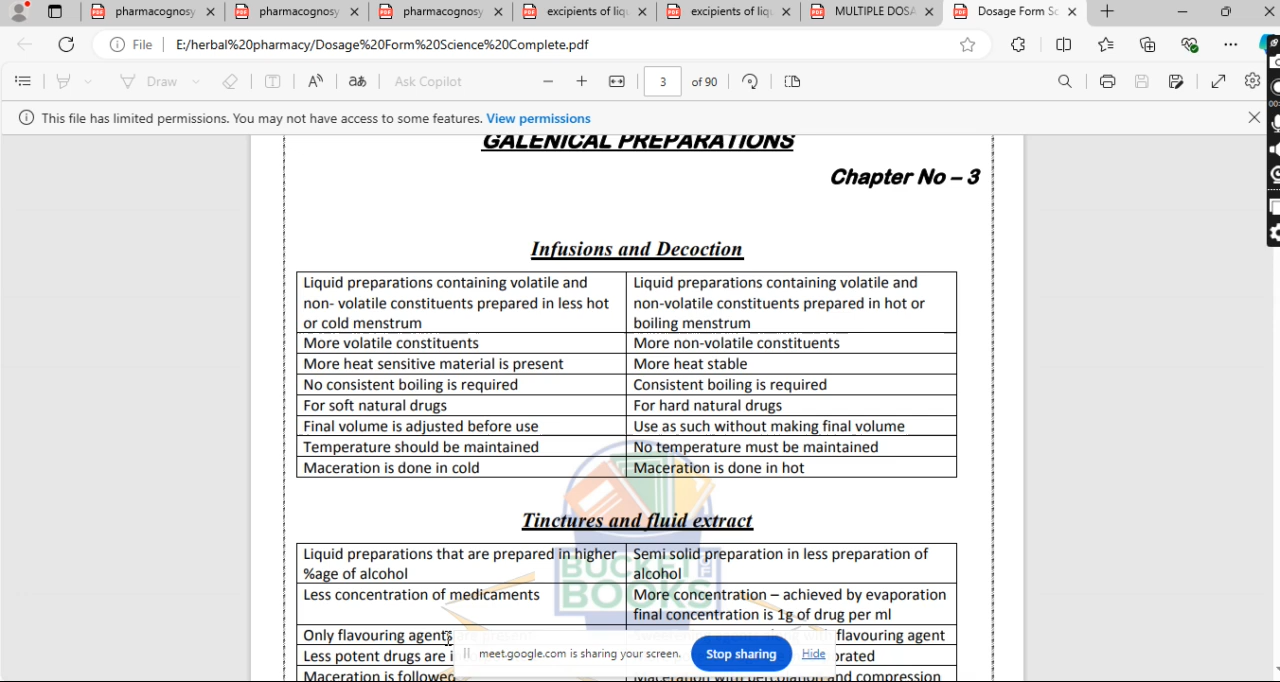 pharmacognosy
pharmacognosy
pharmacognosy
excipients of liq
excipients of liq
MULTIPLE DOSA
Dosage Form Sc
File
E:/herbal%20pharmacy/Dosage%20Form%20Science%20Complete.pdf
Draw
Ask Copilot
3
of 90
This file has limited permissions. You may not have access to some features. View permissions
GALENICAL PREPARATIONS
Chapter No – 3
Infusions and Decoction
Liquid preparations containing volatile and
non- volatile constituents prepared in less hot
or cold menstrum
Liquid preparations containing volatile and
non-volatile constituents prepared in hot or
boiling menstrum
More volatile constituents
More non-volatile constituents
More heat sensitive material is present
More heat stable
No consistent boiling is required
Consistent boiling is required
For soft natural drugs
For hard natural drugs
Final volume is adjusted before use
Use as such without making final volume
Temperature should be maintained
No temperature must be maintained
Maceration is done in cold
Maceration is done in hot
Tinctures and fluid extract
Liquid preparations that are prepared in higher
%age of alcohol
Semi solid preparation in less preparation of
alcohol
Less concentration of medicaments
More concentration – achieved by evaporation
final concentration is 1g of drug per ml
BUCKET
BOOKS
Only flavouring agents
flavouring agent
Less potent drugs are
meet.google.com is sharing your screen.
Stop sharing
Hide
Maceration is followed
Maceration with percolation and compression